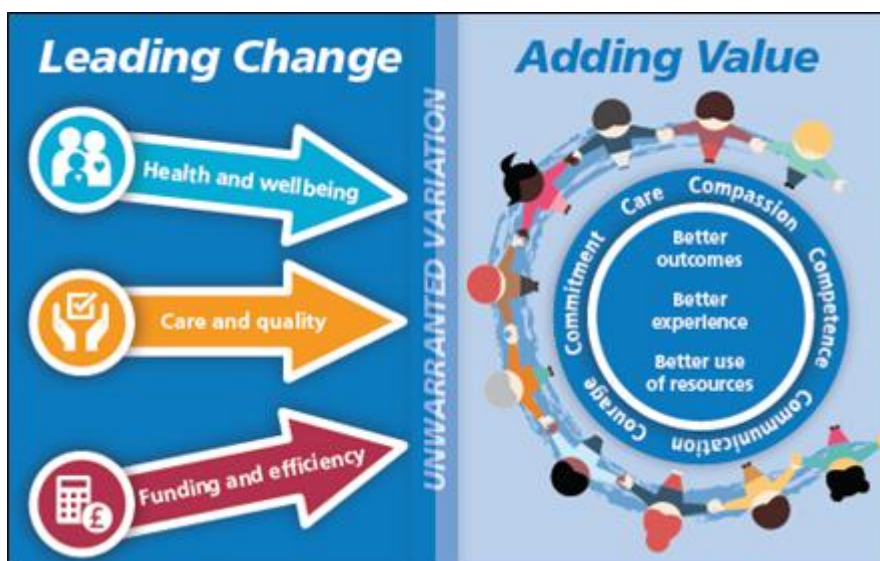 Leading Change
Health and wellbeing
Care and quality
Funding and efficiency
£
UNWARRANTED VARIATION
Adding Value
Care
Compassion
Competence
Communication
Courage
Commitment
Better
outcomes
Better
experience
Better use
of resources